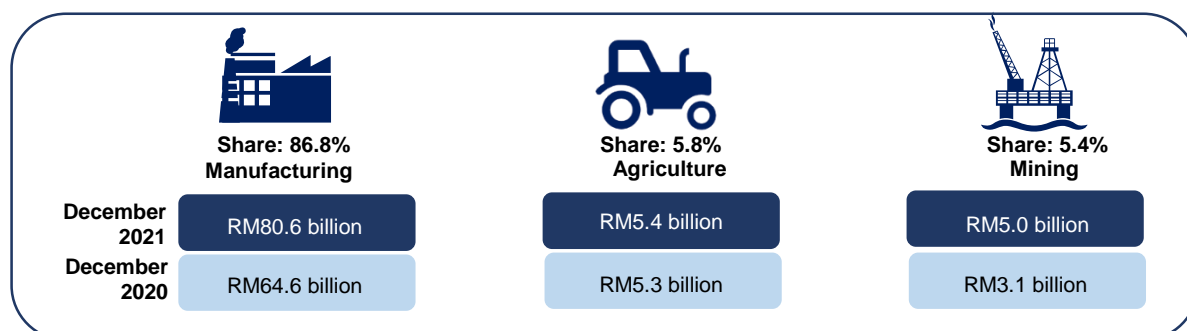 Share: 86.8%
Manufacturing
Share: 5.8%
Agriculture
Share: 5.4%
Mining
December
2021
RM80.6 billion
RM5.4 billion
RM5.0 billion
December
2020
RM64.6 billion
RM5.3 billion
RM3.1 billion